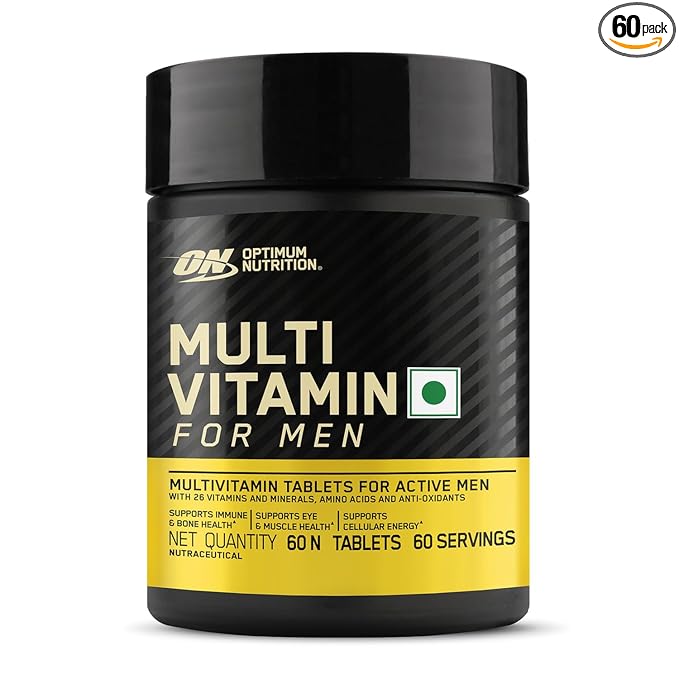 60 pack
ON OPTIMUM
NUTRITION®
MULTI
VITAMIN
FOR MEN
MULTIVITAMIN TABLETS FOR ACTIVE MEN
WITH 26 VITAMINS AND MINERALS, AMINO ACIDS AND ANTI-OXIDANTS
SUPPORTS IMMUNE
& BONE HEALTH^
SUPPORTS EYE
& MUSCLE HEALTH^
SUPPORTS
CELLULAR ENERGY^
NET QUANTITY 60 N TABLETS 60 SERVINGS
NUTRACEUTICAL